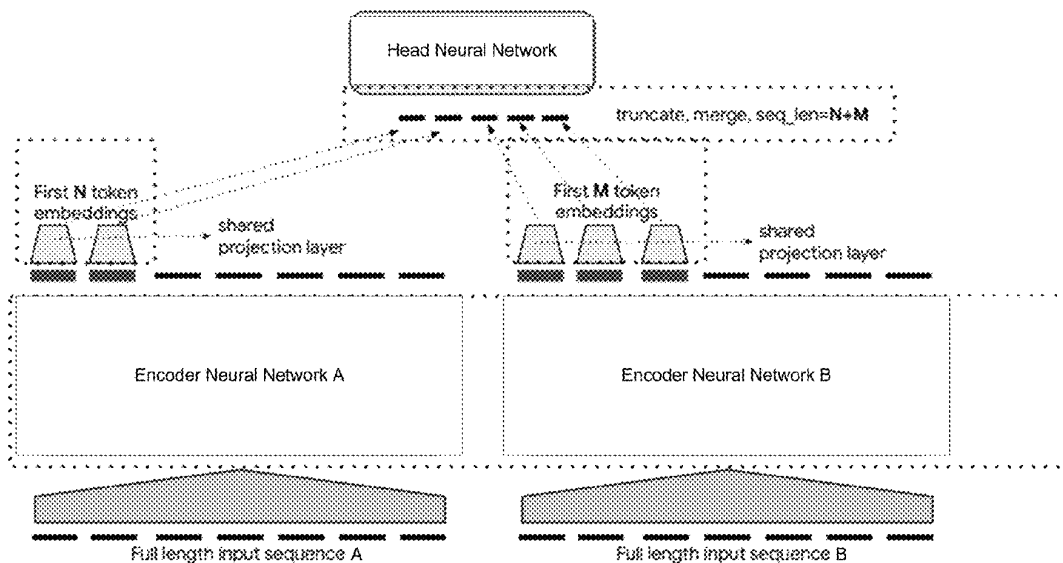 Head Neural Network
truncate, merge, seq_len=N+M
First N token
embeddings
shared
projection layer
First M token
embeddings
shared
projection layer
Encoder Neural Network A
Encoder Neural Network B
Full length input sequence A
Full length input sequence B